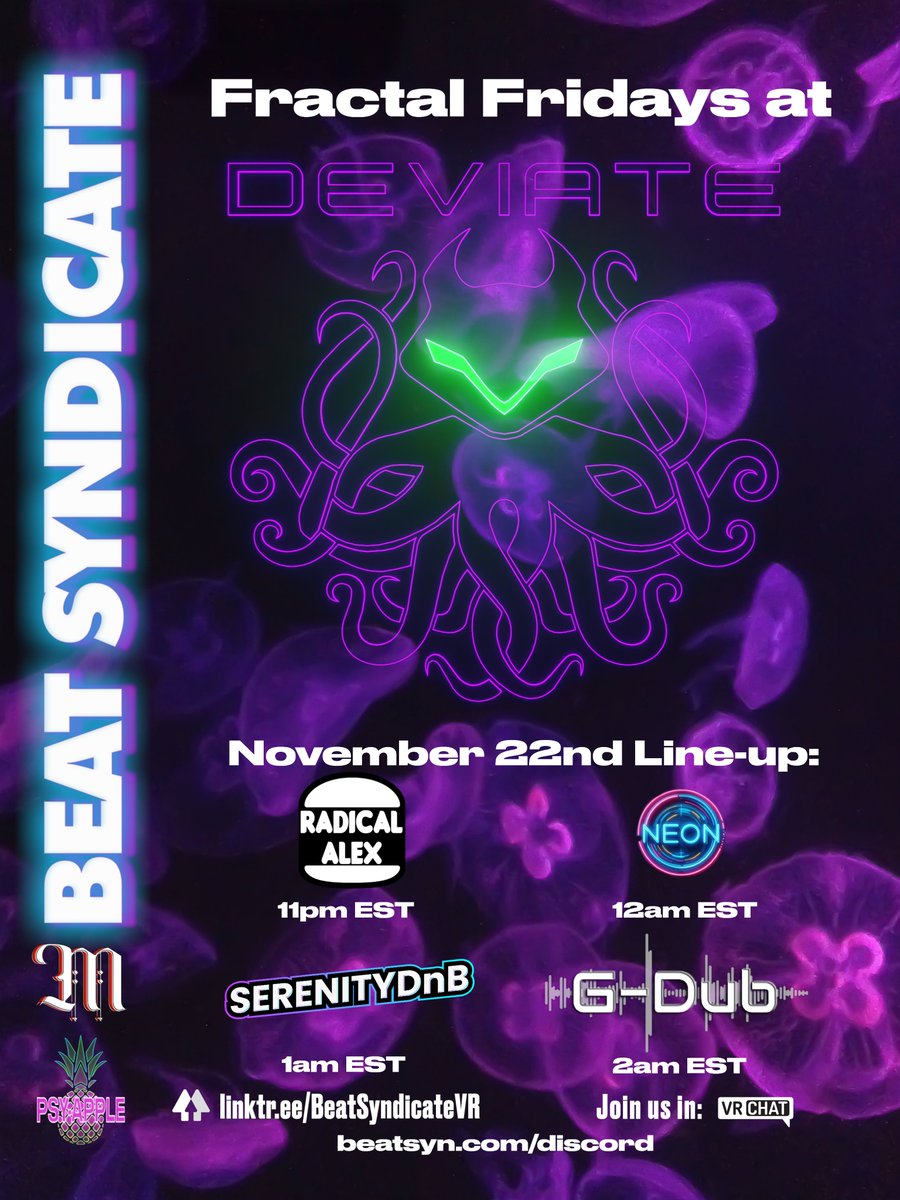 BEAT SYNDICATE
Fractal Fridays at
DEVIATE
November 22nd Line-up:
RADICAL
ALEX
NEON
11pm EST
12am EST
SERENITYDnB
G-Dub
1am EST
2am EST
M
PSYAPPLE
linktr.ee/BeatSyndicateVR
Join us in: VRCHAT
beatsyn.com/discord